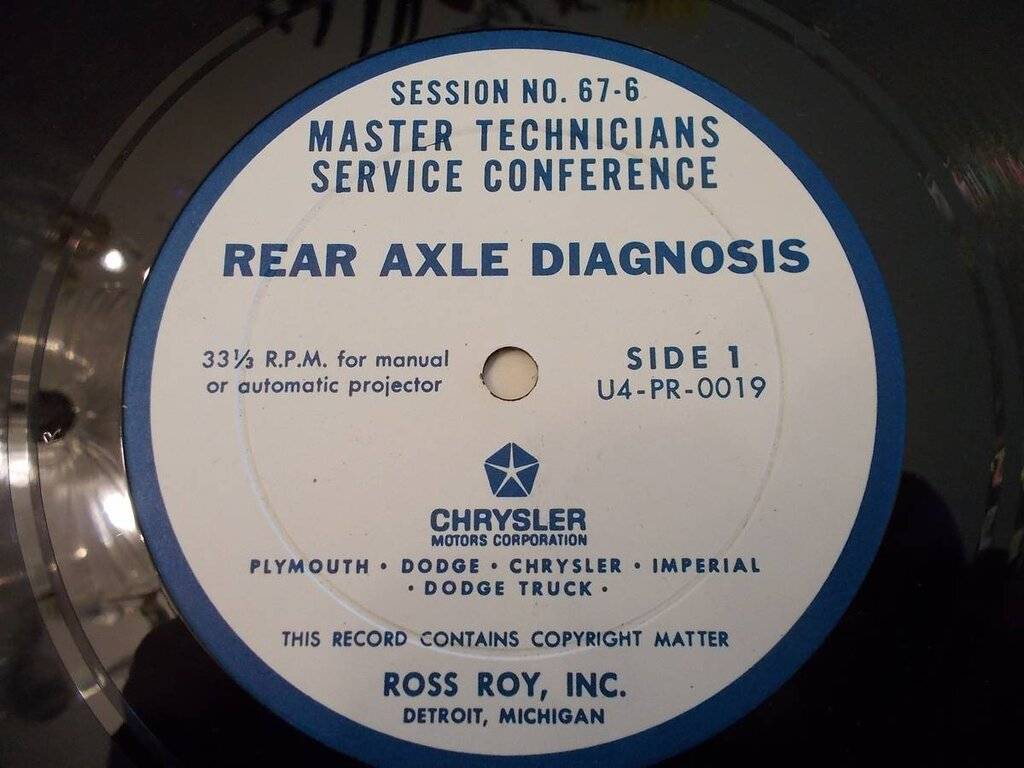 SESSION NO. 67-6
MASTER TECHNICIANS
SERVICE CONFERENCE
REAR AXLE DIAGNOSIS
33⅓ R.P.M. for manual
or automatic projector
SIDE 1
U4-PR-0019
CHRYSLER
MOTORS CORPORATION
PLYMOUTH • DODGE • CHRYSLER • IMPERIAL
• DODGE TRUCK •
THIS RECORD CONTAINS COPYRIGHT MATTER
ROSS ROY, INC.
DETROIT, MICHIGAN